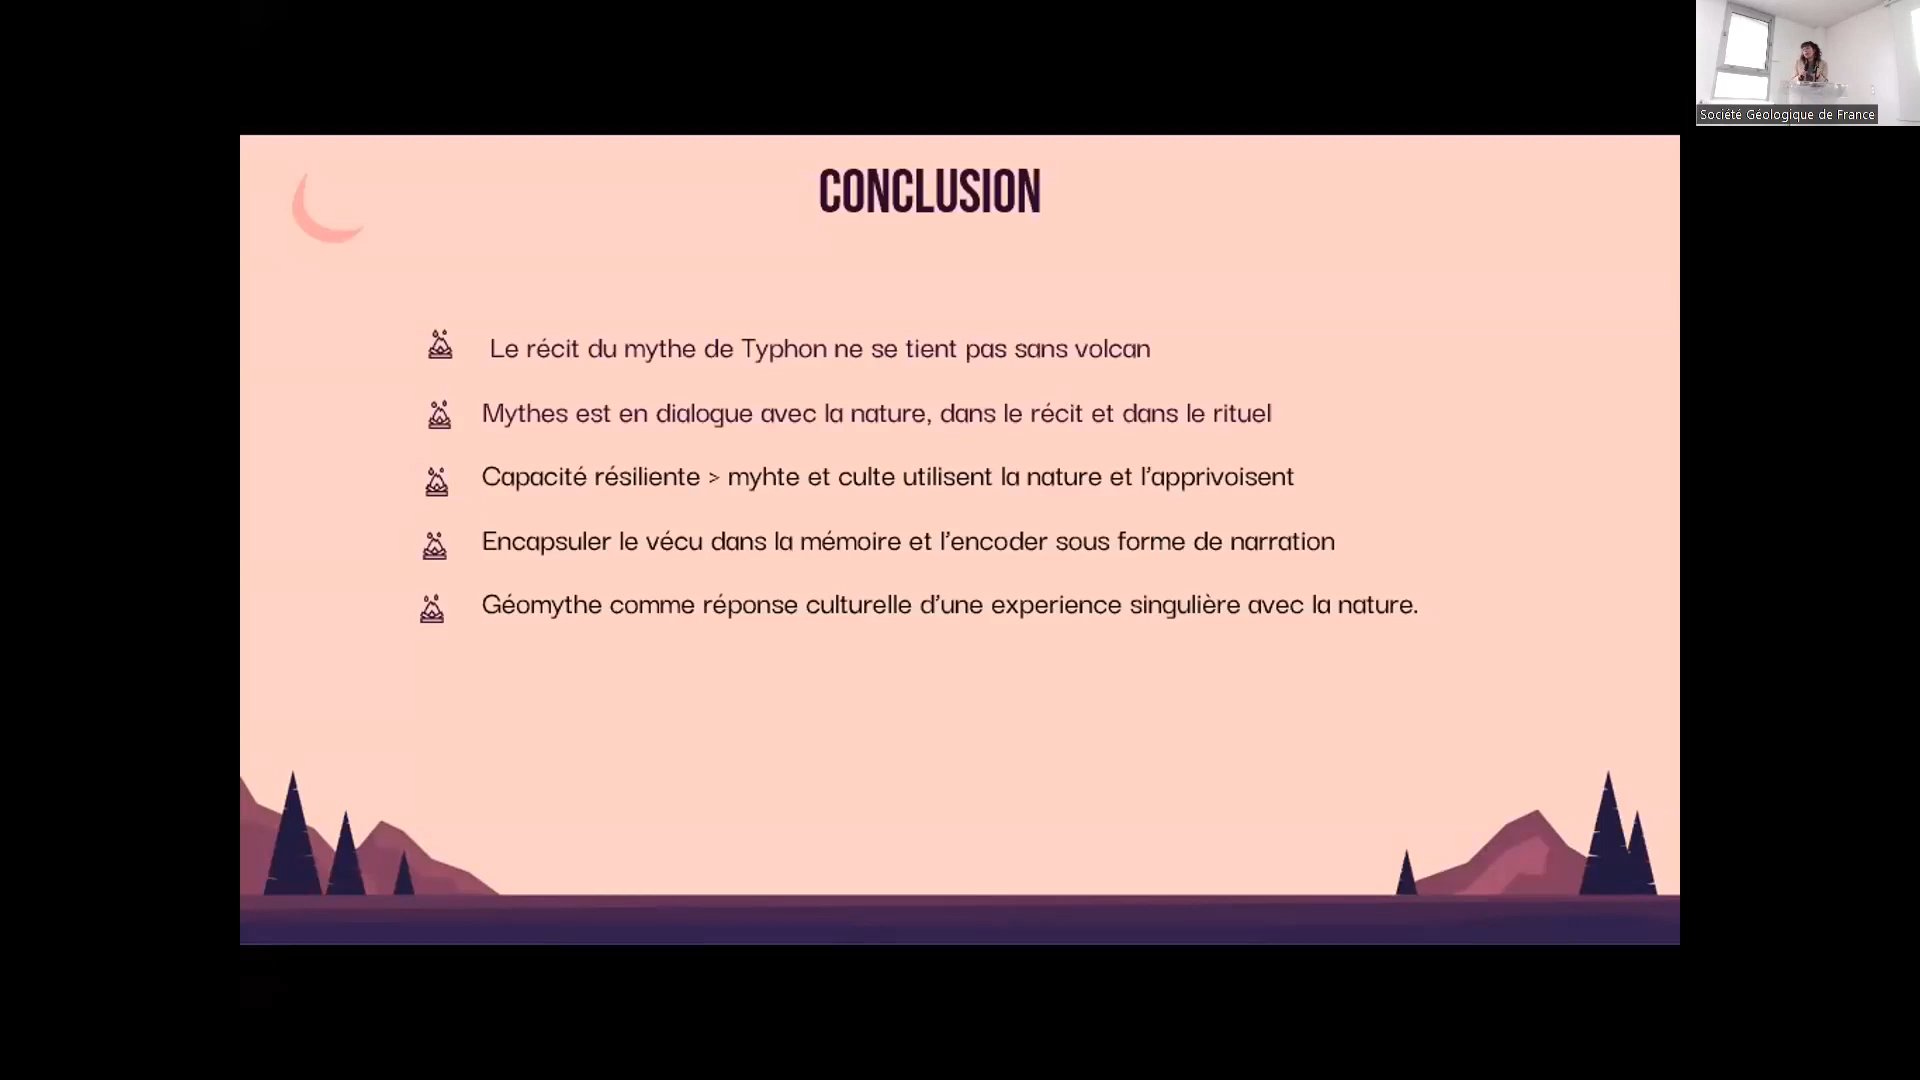 Société Géologique de France
CONCLUSION
Le récit du mythe de Typhon ne se tient pas sans volcan
Mythes est en dialogue avec la nature, dans le récit et dans le rituel
Capacité résiliente > myhte et culte utilisent la nature et l'apprivoisent
Encapsuler le vécu dans la mémoire et l'encoder sous forme de narration
Géomythe comme réponse culturelle d'une experience singulière avec la nature.